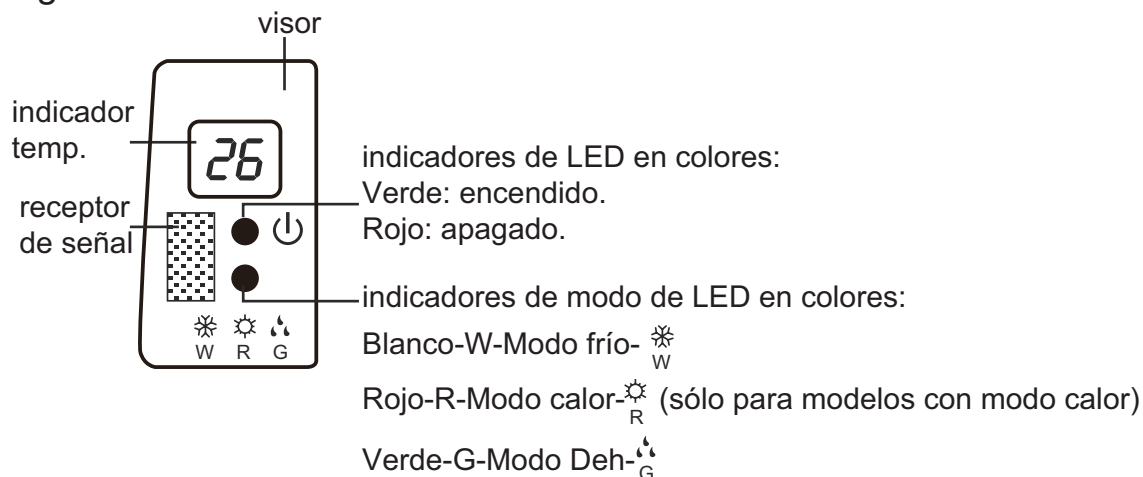 visor
indicador
temp.
26
receptor
de señal
W R G
indicadores de LED en colores:
Verde: encendido.
Rojo: apagado.
indicadores de modo de LED en colores:
Blanco-W-Modo frío- W
Rojo-R-Modo calor- R (sólo para modelos con modo calor)
Verde-G-Modo Deh- G